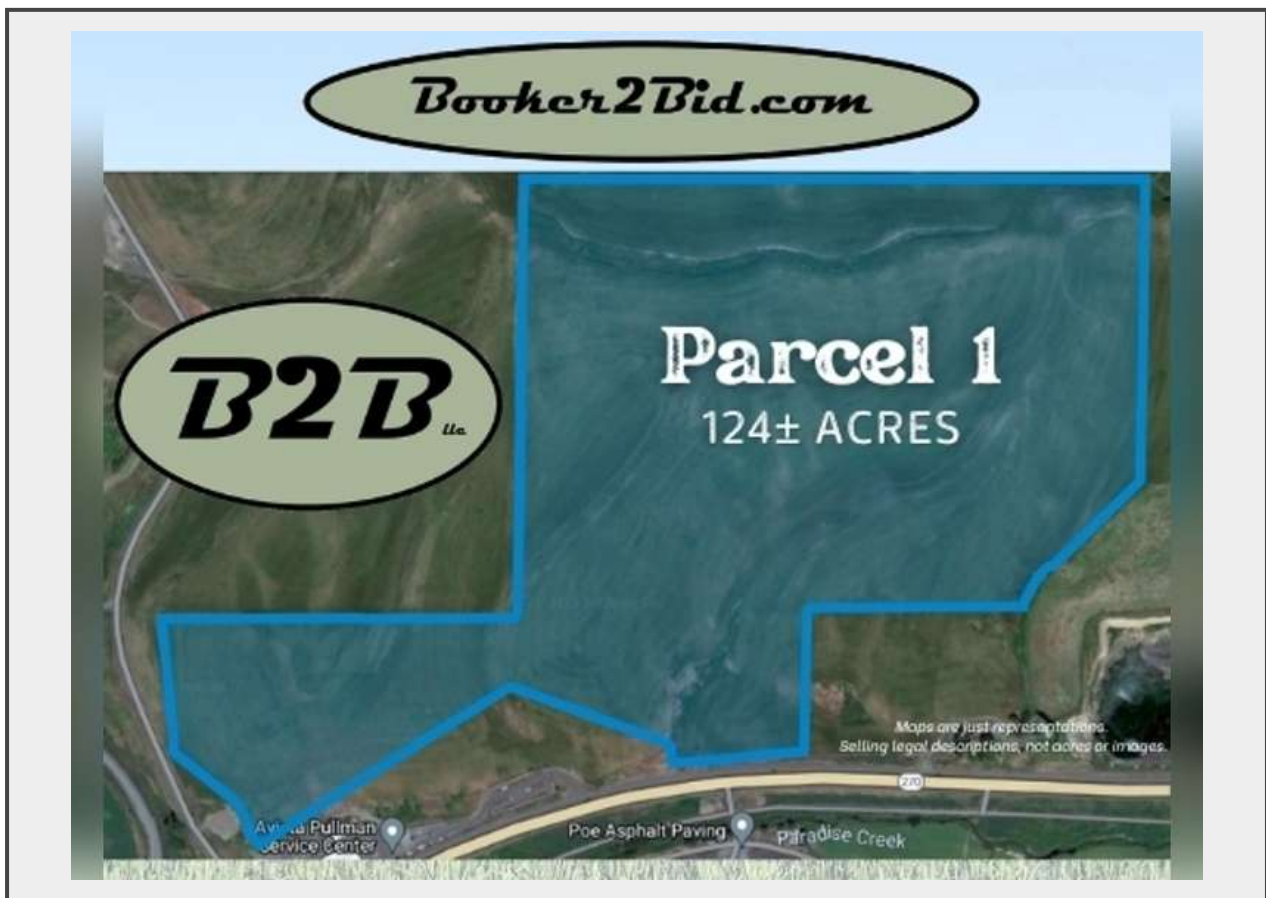 Booker2Bid.com
B2B llc
Parcel 1
124± ACRES
Maps are just representations.
Selling legal descriptions, not acres or images.
270
Avista Pullman
Service Center
Poe Asphalt Paving
Paradise Creek